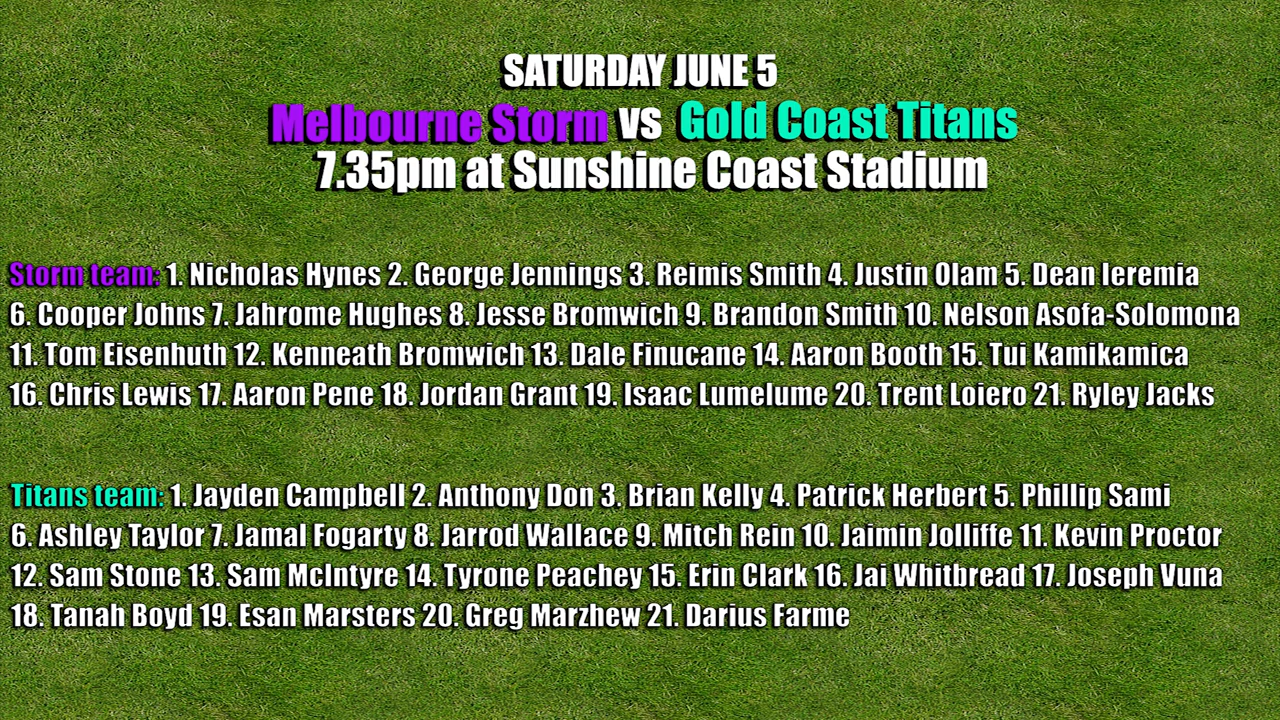 SATURDAY JUNE 5
Melbourne Storm vs Gold Coast Titans
7.35pm at Sunshine Coast Stadium
Storm team: 1. Nicholas Hynes 2. George Jennings 3. Reimis Smith 4. Justin Olam 5. Dean Ieremia
6. Cooper Johns 7. Jahrome Hughes 8. Jesse Bromwich 9. Brandon Smith 10. Nelson Asofa-Solomona
11. Tom Eisenhuth 12. Kenneath Bromwich 13. Dale Finucane 14. Aaron Booth 15. Tui Kamikamica
16. Chris Lewis 17. Aaron Pene 18. Jordan Grant 19. Isaac Lumelume 20. Trent Loiero 21. Ryley Jacks
Titans team: 1. Jayden Campbell 2. Anthony Don 3. Brian Kelly 4. Patrick Herbert 5. Phillip Sami
6. Ashley Taylor 7. Jamal Fogarty 8. Jarrod Wallace 9. Mitch Rein 10. Jaimin Jolliffe 11. Kevin Proctor
12. Sam Stone 13. Sam McIntyre 14. Tyrone Peachey 15. Erin Clark 16. Jai Whitbread 17. Joseph Vuna
18. Tanah Boyd 19. Esan Marsters 20. Greg Marzhew 21. Darius Farme